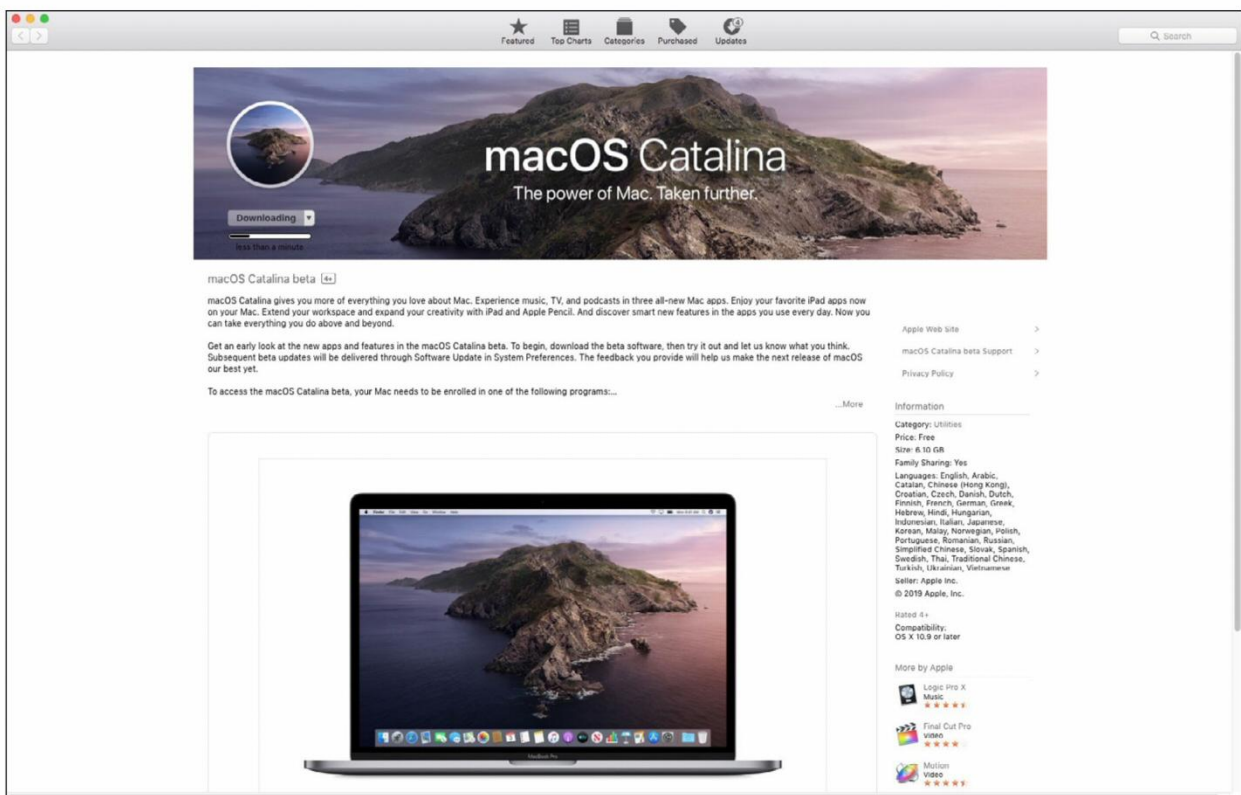 Featured Top Charts Categories Purchased Updates
4
Search
macOS Catalina
The power of Mac. Taken further.
Downloading
less than a minute
macOS Catalina beta 4+
macOS Catalina gives you more of everything you love about Mac. Experience music, TV, and podcasts in three all-new Mac apps. Enjoy your favorite iPad apps now
on your Mac. Extend your workspace and expand your creativity with iPad and Apple Pencil. And discover smart new features in the apps you use every day. Now you
can take everything you do above and beyond.
Get an early look at the new apps and features in the macOS Catalina beta. To begin, download the beta software, then try it out and let us know what you think.
Subsequent beta updates will be delivered through Software Update in System Preferences. The feedback you provide will help us make the next release of macOS
our best yet.
To access the macOS Catalina beta, your Mac needs to be enrolled in one of the following programs:...
...More
Apple Web Site
macOS Catalina beta Support
Privacy Policy
Information
Category: Utilities
Price: Free
Size: 6.10 GB
Family Sharing: Yes
Languages: English, Arabic,
Catalan, Chinese (Hong Kong),
Croatian, Czech, Danish, Dutch,
Finnish, French, German, Greek,
Hebrew, Hindi, Hungarian,
Indonesian, Italian, Japanese,
Korean, Malay, Norwegian, Polish,
Portuguese, Romanian, Russian,
Simplified Chinese, Slovak, Spanish,
Swedish, Thai, Traditional Chinese,
Turkish, Ukrainian, Vietnamese
Seller: Apple Inc.
© 2019 Apple, Inc.
Rated 4+
Compatibility:
OS X 10.9 or later
More by Apple
Logic Pro X
Music
Final Cut Pro
Video
Motion
Video
Finder File Edit View Go Window Help
MacBook Pro